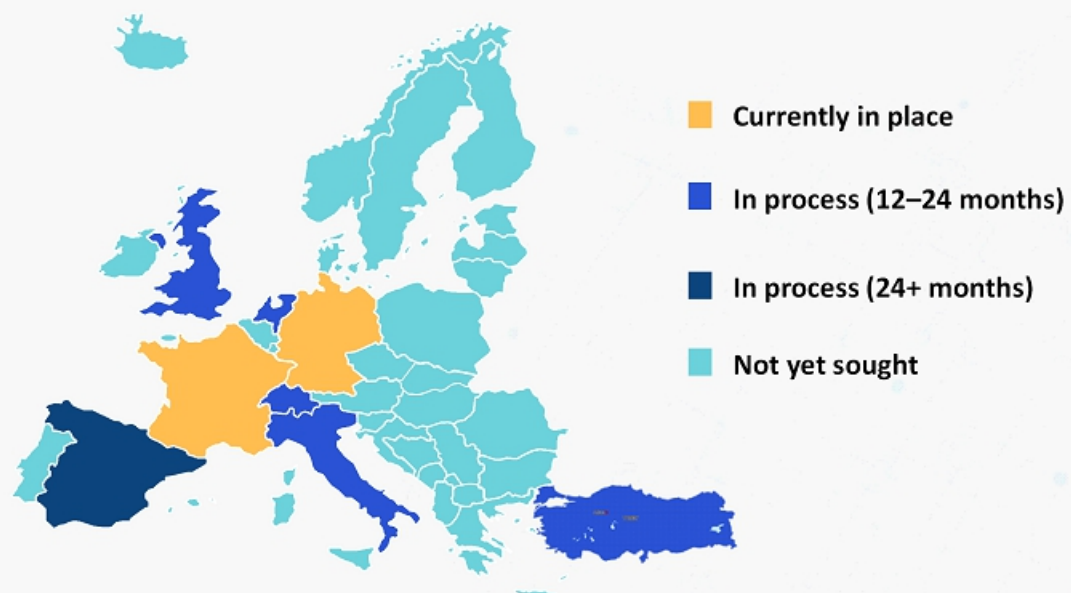 Currently in place
In process (12–24 months)
In process (24+ months)
Not yet sought